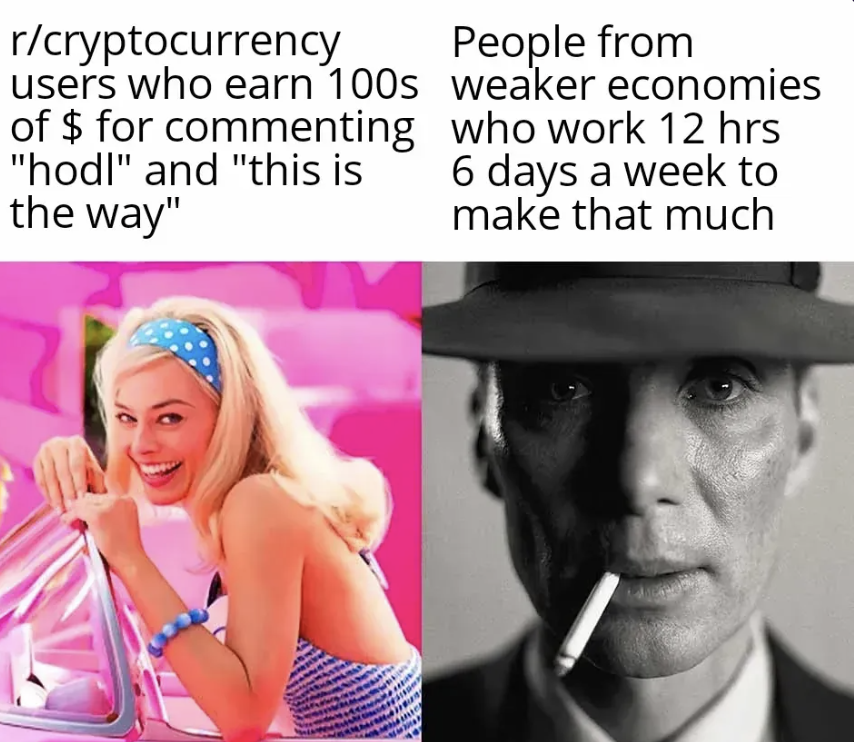 r/cryptocurrency
users who earn 100s
of $ for commenting
"hodl" and "this is
the way"
People from
weaker economies
who work 12 hrs
6 days a week to
make that much